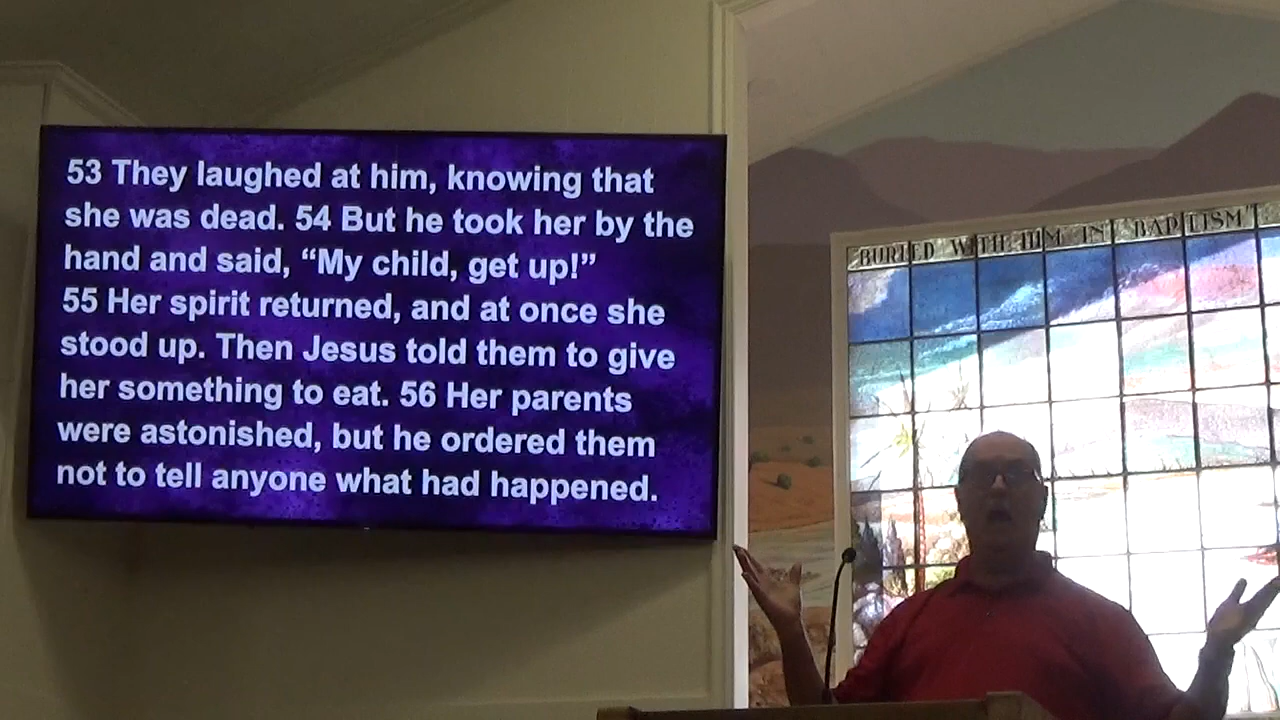 53 They laughed at him, knowing that
she was dead. 54 But he took her by the
hand and said, “My child, get up!”
55 Her spirit returned, and at once she
stood up. Then Jesus told them to give
her something to eat. 56 Her parents
were astonished, but he ordered them
not to tell anyone what had happened.
BURIED WITH HIM IN BAPTISM